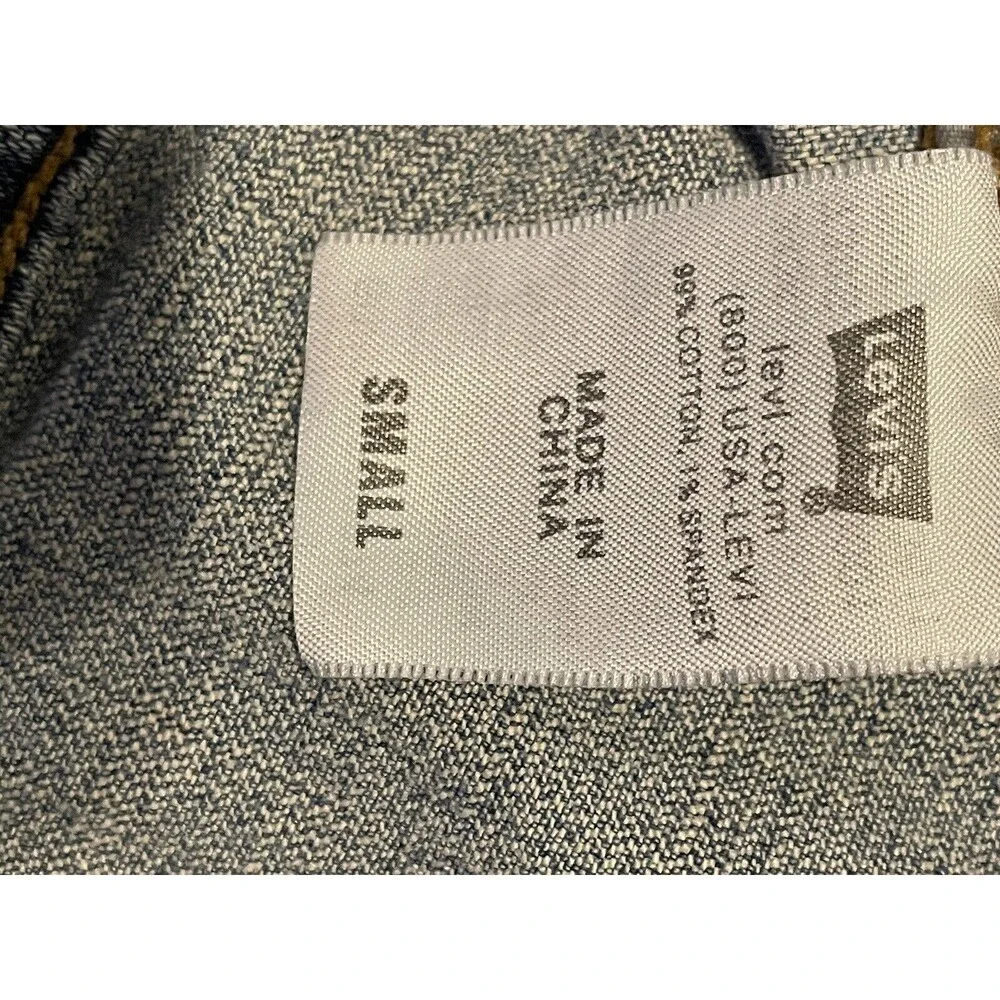 LEVI'S
®
levi.com
(800) USA LEVI
99% COTTON, 1% SPANDEX
MADE IN
CHINA
SMALL